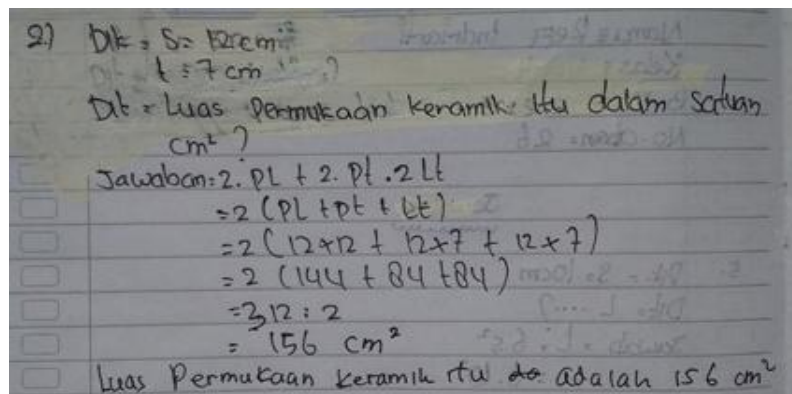 2) Dik = S = 12 cm
t = 7 cm
Dit = Luas Permukaan Keramik itu dalam satuan
cm² ?
Jawaban = 2. PL + 2. Pt . 2 Lt
= 2 (PL + Pt + Lt)
= 2 (12×12 + 12×7 + 12×7)
= 2 (144 + 84 + 84)
= 312 : 2
= 156 cm²
Luas Permukaan Keramik itu adalah 156 cm²